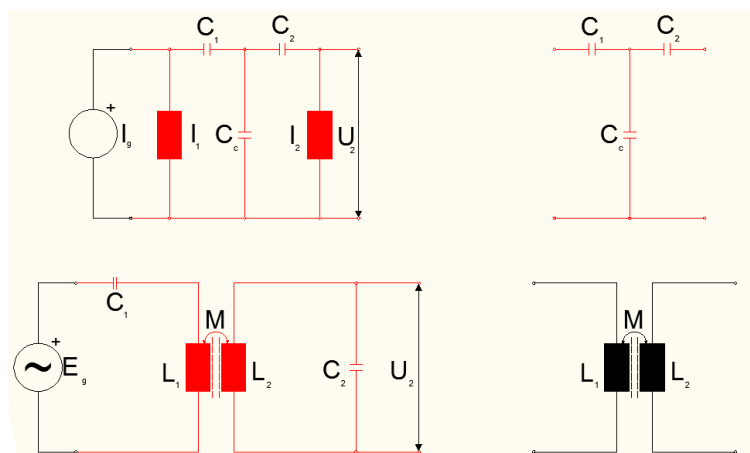 C1 C2
C1 C2
+
Ig I1 Cc I2 U2
Cc
C1
M
M
+
~ Eg L1 L2 C2 U2
L1 L2